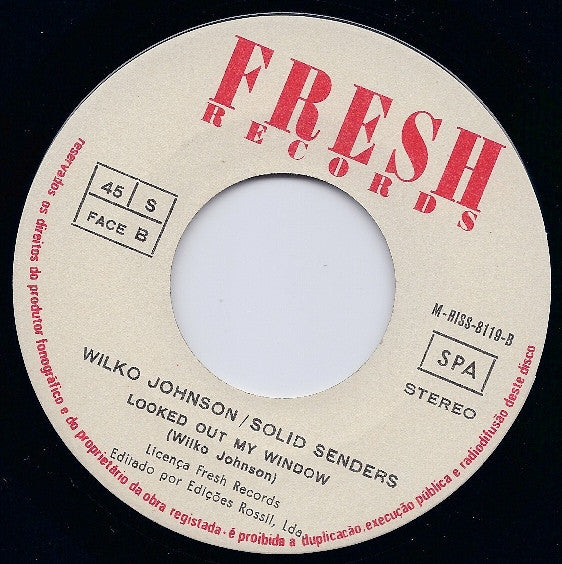 FRESH
RECORDS
45 S
FACE B
M-RISS-8119-B
SPA
STEREO
WILKO JOHNSON/SOLID SENDERS
LOOKED OUT MY WINDOW
(Wilko Johnson)
Licença Fresh Records
Editado por Edições Rossil, Lda
reservados os direitos do produtor fonográfico e do proprietário da obra registada·é proibida a duplicação,execução pública e radiodifusão deste disco